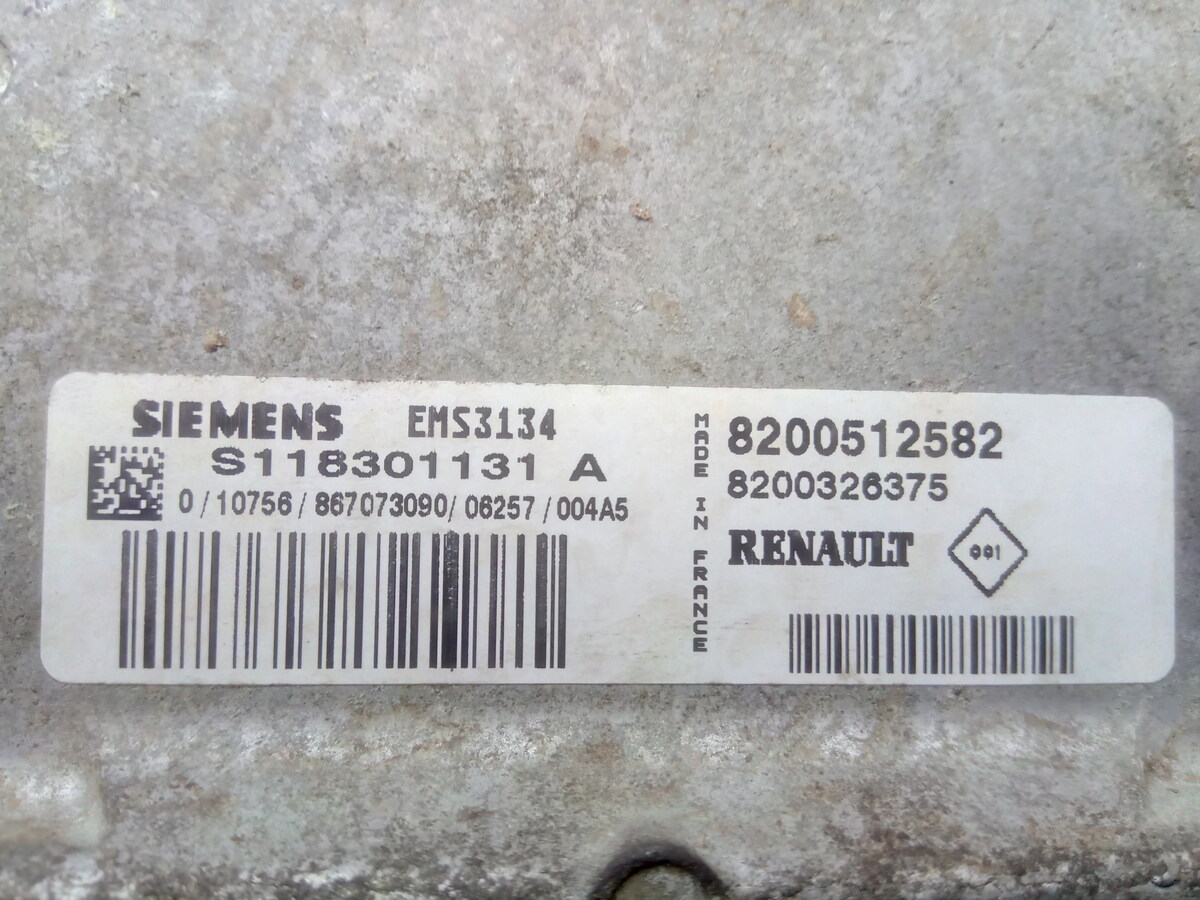 SIEMENS EMS3134
S118301131 A
0/10756/867073090/06257/004A5
MADE IN FRANCE
8200512582
8200326375
RENAULT 001